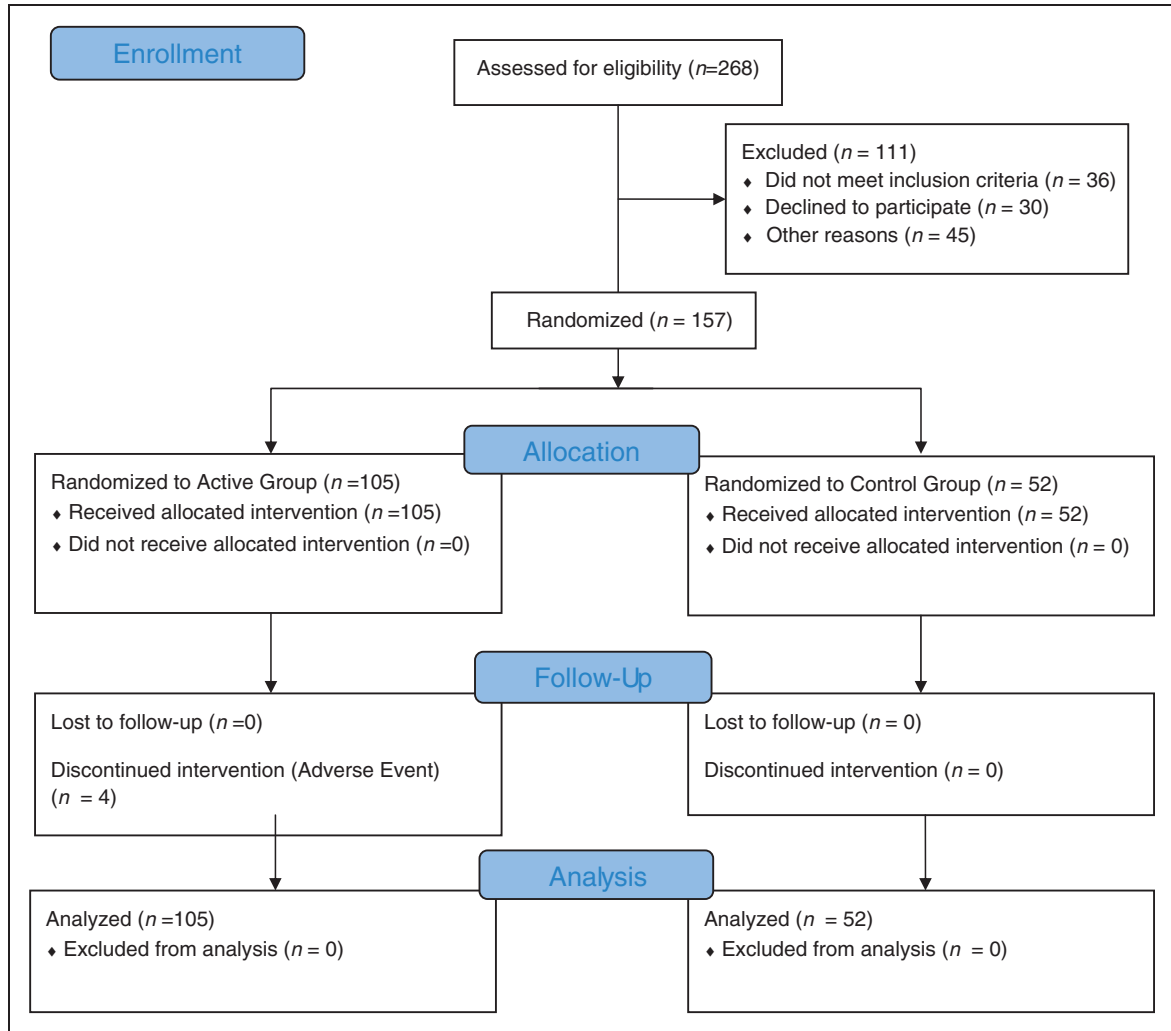 Enrollment
Assessed for eligibility (n=268)
Excluded (n = 111)
♦ Did not meet inclusion criteria (n = 36)
♦ Declined to participate (n = 30)
♦ Other reasons (n = 45)
Randomized (n = 157)
Allocation
Randomized to Active Group (n =105)
♦ Received allocated intervention (n =105)
♦ Did not receive allocated intervention (n =0)
Randomized to Control Group (n = 52)
♦ Received allocated intervention (n = 52)
♦ Did not receive allocated intervention (n = 0)
Follow-Up
Lost to follow-up (n =0)
Discontinued intervention (Adverse Event)
(n = 4)
Lost to follow-up (n = 0)
Discontinued intervention (n = 0)
Analysis
Analyzed (n =105)
♦ Excluded from analysis (n = 0)
Analyzed (n = 52)
♦ Excluded from analysis (n = 0)